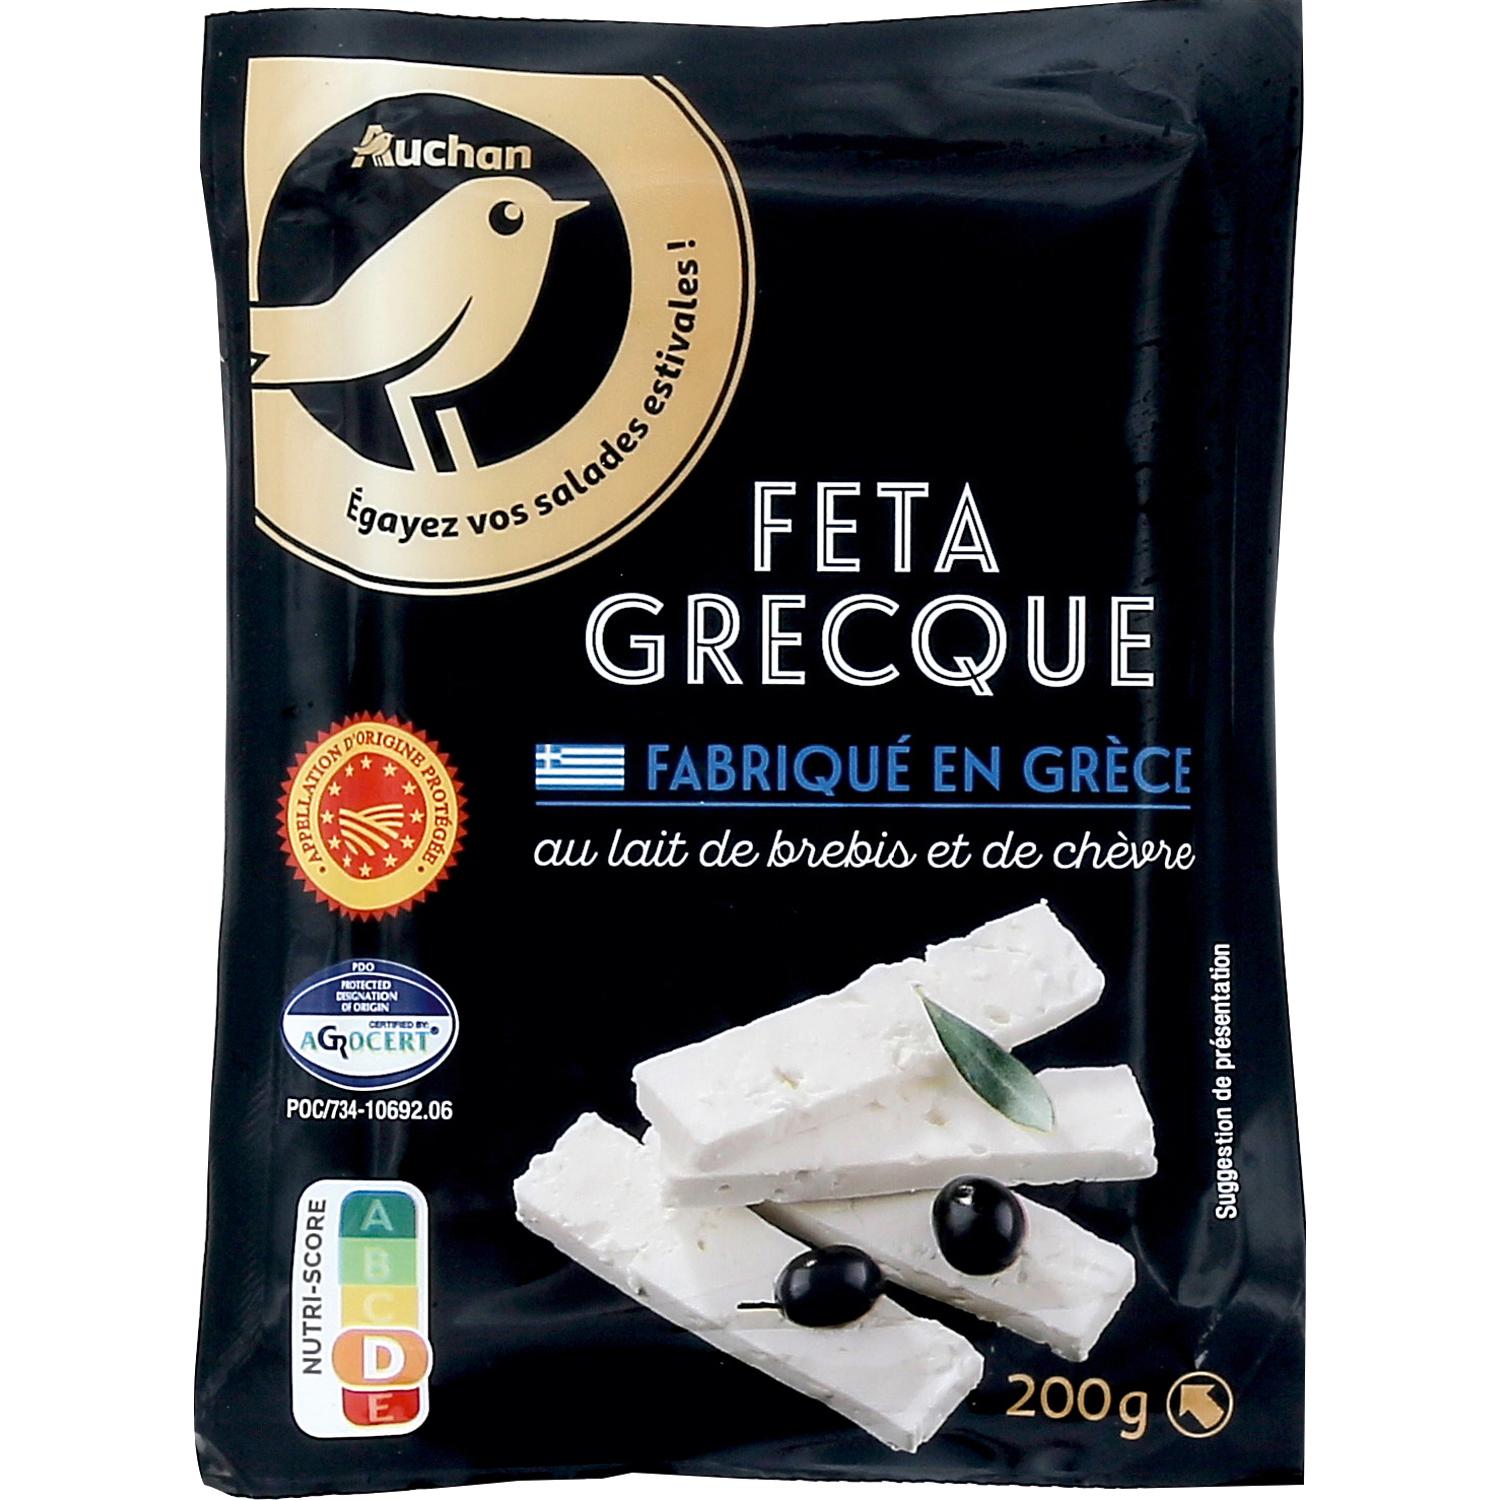 Auchan
Égayez vos salades estivales !
FETA
GRECQUE
FABRIQUÉ EN GRÈCE
au lait de brebis et de chèvre
APPELLATION D'ORIGINE PROTÉGÉE
PDO
PROTECTED
DESIGNATION
OF ORIGIN
CERTIFIED BY:
AGROCERT®
POC/734-10692.06
NUTRI-SCORE
A
B
C
D
E
Suggestion de présentation
200g